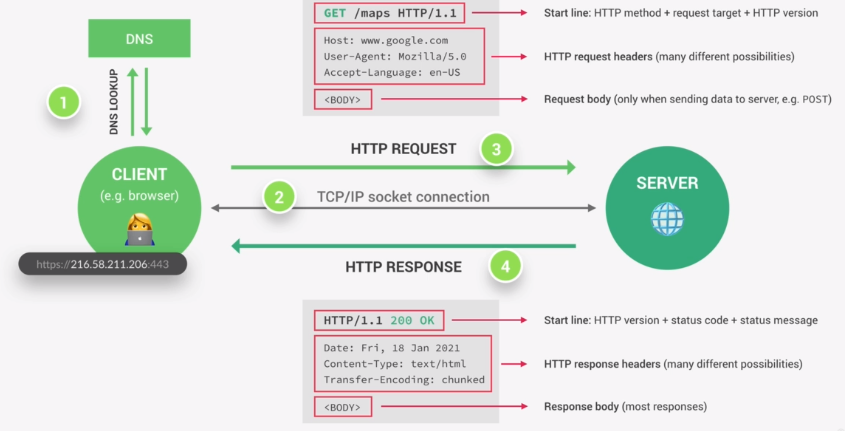 GET /maps HTTP/1.1
Start line: HTTP method + request target + HTTP version
Host: www.google.com
User-Agent: Mozilla/5.0
Accept-Language: en-US
HTTP request headers (many different possibilities)
<BODY>
Request body (only when sending data to server, e.g. POST)
DNS
1
DNS LOOKUP
HTTP REQUEST
3
CLIENT
(e.g. browser)
2
TCP/IP socket connection
SERVER
https://216.58.211.206:443
HTTP RESPONSE
4
HTTP/1.1 200 OK
Start line: HTTP version + status code + status message
Date: Fri, 18 Jan 2021
Content-Type: text/html
Transfer-Encoding: chunked
HTTP response headers (many different possibilities)
<BODY>
Response body (most responses)